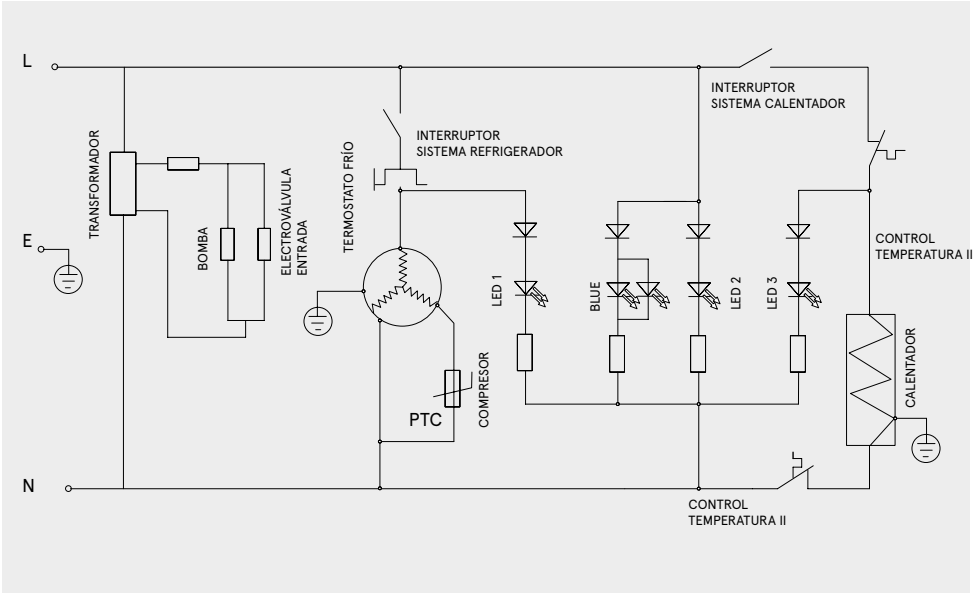 L
INTERRUPTOR
SISTEMA CALENTADOR
TRANSFORMADOR
INTERRUPTOR
SISTEMA REFRIGERADOR
TERMOSTATO FRÍO
E
BOMBA
ELECTROVÁLVULA
ENTRADA
CONTROL
TEMPERATURA II
LED 1
BLUE
LED 2
LED 3
CALENTADOR
COMPRESOR
PTC
N
CONTROL
TEMPERATURA II